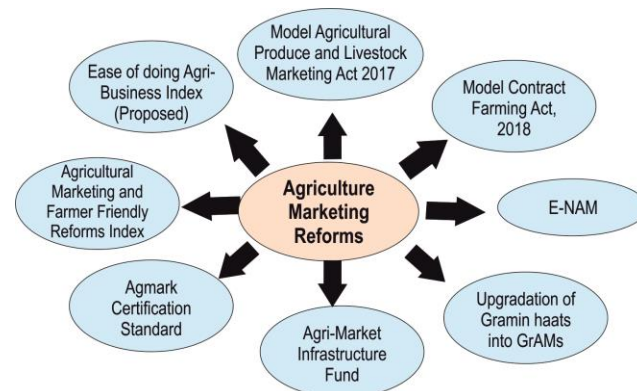 Model Agricultural
Produce and Livestock
Marketing Act 2017
Ease of doing Agri-
Business Index
(Proposed)
Model Contract
Farming Act,
2018
Agricultural
Marketing and
Farmer Friendly
Reforms Index
Agriculture
Marketing
Reforms
E-NAM
Agmark
Certification
Standard
Agri-Market
Infrastructure
Fund
Upgradation of
Gramin haats
into GrAMs